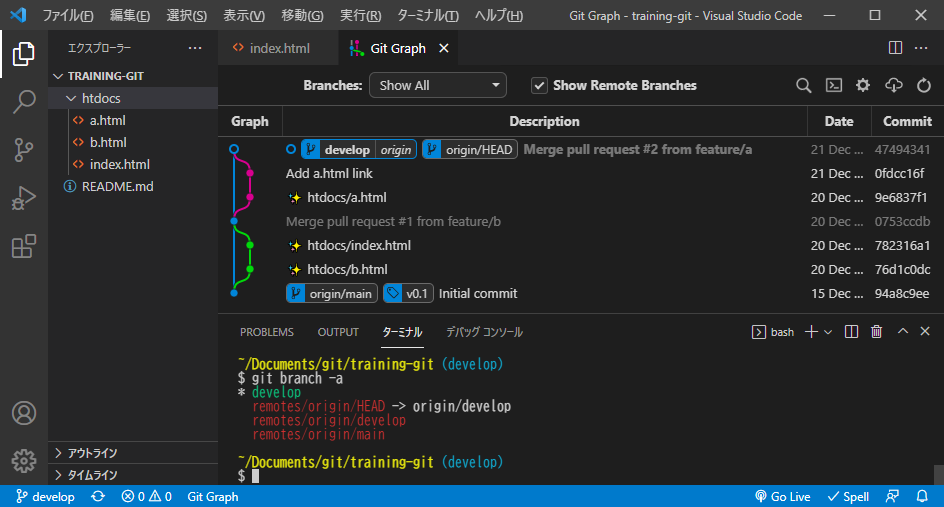 ファイル(F) 編集(E) 選択(S) 表示(V) 移動(G) 実行(R) ターミナル(T) ヘルプ(H) Git Graph - training-git - Visual Studio Code
エクスプローラー ···
index.html
Git Graph
TRAINING-GIT
htdocs
a.html
b.html
index.html
README.md
アウトライン
タイムライン
Branches: Show All Show Remote Branches
Graph Description Date Commit
develop origin origin/HEAD Merge pull request #2 from feature/a 21 Dec ... 47494341
Add a.html link 21 Dec ... 0fdcc16f
✨ htdocs/a.html 20 Dec ... 9e6837f1
Merge pull request #1 from feature/b 20 Dec ... 0753ccdb
✨ htdocs/index.html 20 Dec ... 782316a1
✨ htdocs/b.html 20 Dec ... 76d1c0dc
origin/main v0.1 Initial commit 15 Dec ... 94a8c9ee
PROBLEMS OUTPUT ターミナル デバッグ コンソール bash
~/Documents/git/training-git (develop)
$ git branch -a
* develop
remotes/origin/HEAD -> origin/develop
remotes/origin/develop
remotes/origin/main
~/Documents/git/training-git (develop)
$
develop 0 0 Git Graph Go Live Spell